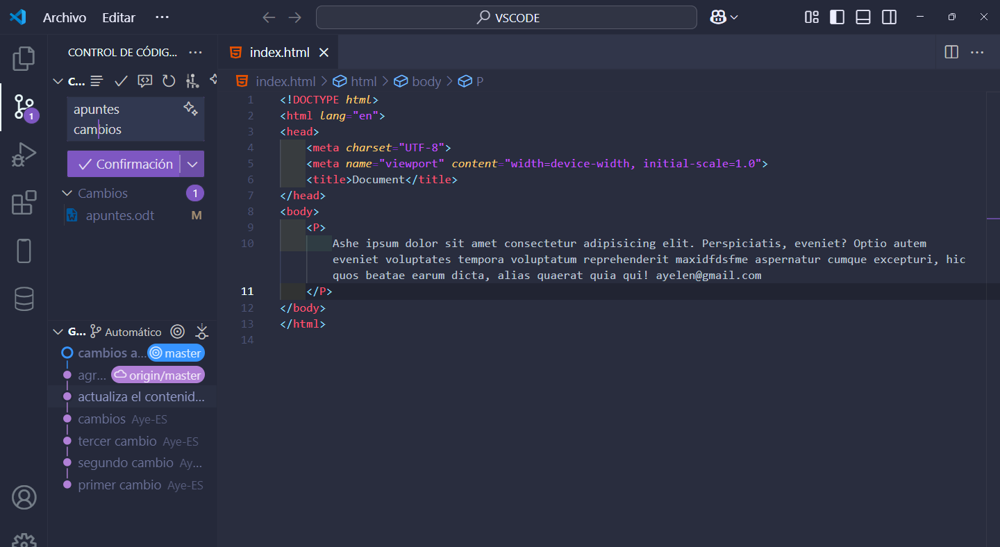 Archivo Editar ···
VSCODE
CONTROL DE CÓDIG... ···
index.html
C...
index.html > html > body > P
apuntes
cambios
Confirmación
Cambios 1
apuntes.odt M
1
1 <!DOCTYPE html>
2 <html lang="en">
3 <head>
4 <meta charset="UTF-8">
5 <meta name="viewport" content="width=device-width, initial-scale=1.0">
6 <title>Document</title>
7 </head>
8 <body>
9 <P>
10 Ashe ipsum dolor sit amet consectetur adipisicing elit. Perspiciatis, eveniet? Optio autem
eveniet voluptates tempora voluptatum reprehenderit maxidfdsfme aspernatur cumque excepturi, hic
quos beatae earum dicta, alias quaerat quia qui! ayelen@gmail.com
11 </P>
12 </body>
13 </html>
14
G... Automático
cambios a... master
agr... origin/master
actualiza el contenid...
cambios Aye-ES
tercer cambio Aye-ES
segundo cambio Ay...
primer cambio Aye-ES